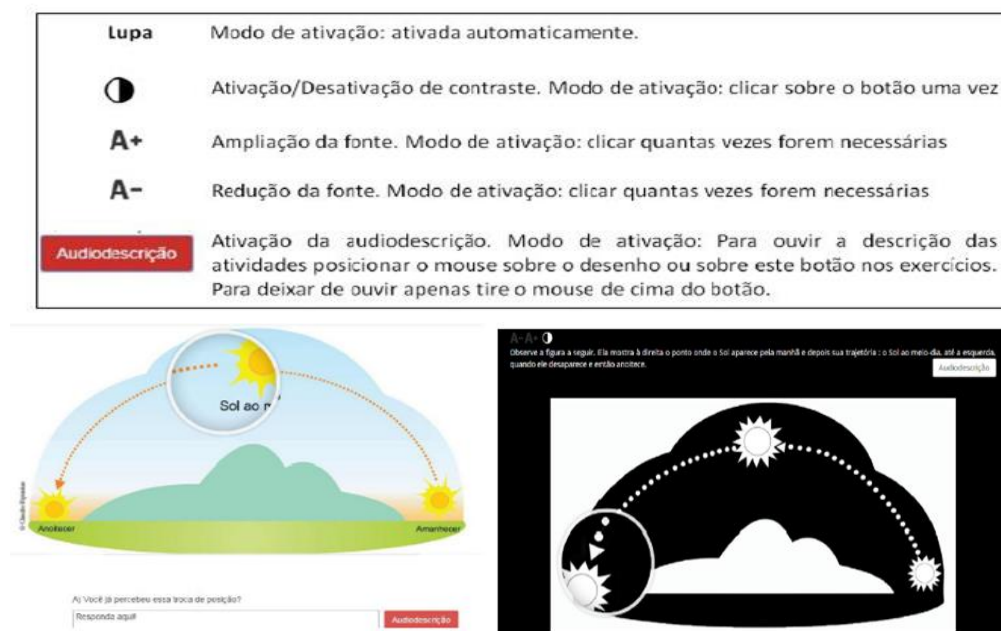 Lupa Modo de ativação: ativada automaticamente.
Ativação/Desativação de contraste. Modo de ativação: clicar sobre o botão uma vez
A+ Ampliação da fonte. Modo de ativação: clicar quantas vezes forem necessárias
A- Redução da fonte. Modo de ativação: clicar quantas vezes forem necessárias
Audiodescrição
Ativação da audiodescrição. Modo de ativação: Para ouvir a descrição das
atividades posicionar o mouse sobre o desenho ou sobre este botão nos exercícios.
Para deixar de ouvir apenas tire o mouse de cima do botão.
Sol ao
Anoitecer
Amanhecer
A) Você já percebeu essa troca de posição?
Responda aqui!
Audiodescrição
A- A+
Observe a figura a seguir. Ela mostra à direita o ponto onde o Sol aparece pela manhã e depois sua trajetória : o Sol ao meio-dia, até a esquerda,
quando ele desaparece e então anoitece.
Audiodescrição